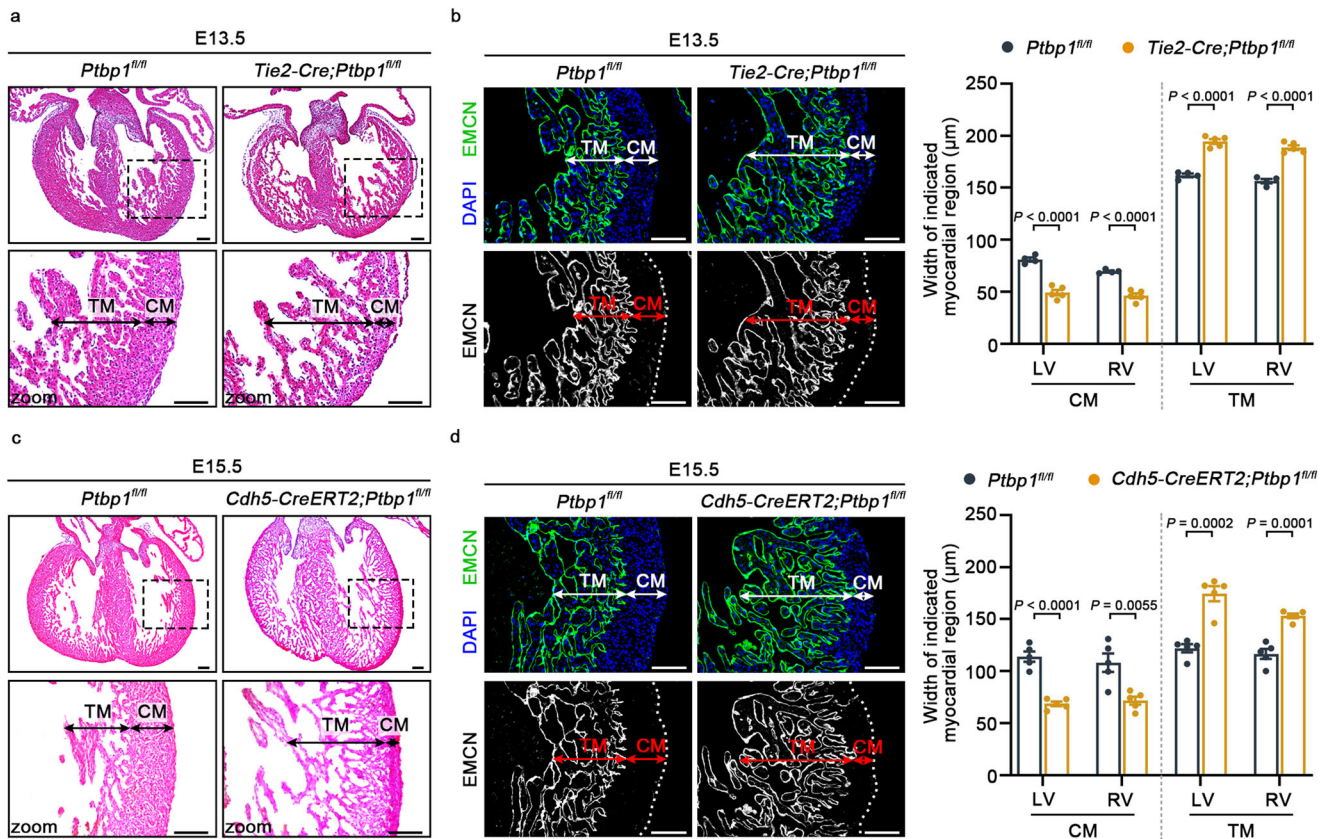 a
E13.5
Ptbp1fl/fl
Tie2-Cre;Ptbp1fl/fl
TM CM
TM CM
zoom
zoom
b
E13.5
Ptbp1fl/fl
Tie2-Cre;Ptbp1fl/fl
DAPI EMCN
TM CM
TM CM
EMCN
TM CM
TM CM
Ptbp1fl/fl
Tie2-Cre;Ptbp1fl/fl
Width of indicated
myocardial region (µm)
250
200
150
100
50
0
P < 0.0001
P < 0.0001
P < 0.0001
P < 0.0001
LV RV LV RV
CM TM
c
E15.5
Ptbp1fl/fl
Cdh5-CreERT2;Ptbp1fl/fl
TM CM
TM CM
zoom
zoom
d
E15.5
Ptbp1fl/fl
Cdh5-CreERT2;Ptbp1fl/fl
DAPI EMCN
TM CM
TM CM
EMCN
TM CM
TM CM
Ptbp1fl/fl
Cdh5-CreERT2;Ptbp1fl/fl
Width of indicated
myocardial region (µm)
250
200
150
100
50
0
P < 0.0001
P = 0.0055
P = 0.0002
P = 0.0001
LV RV LV RV
CM TM